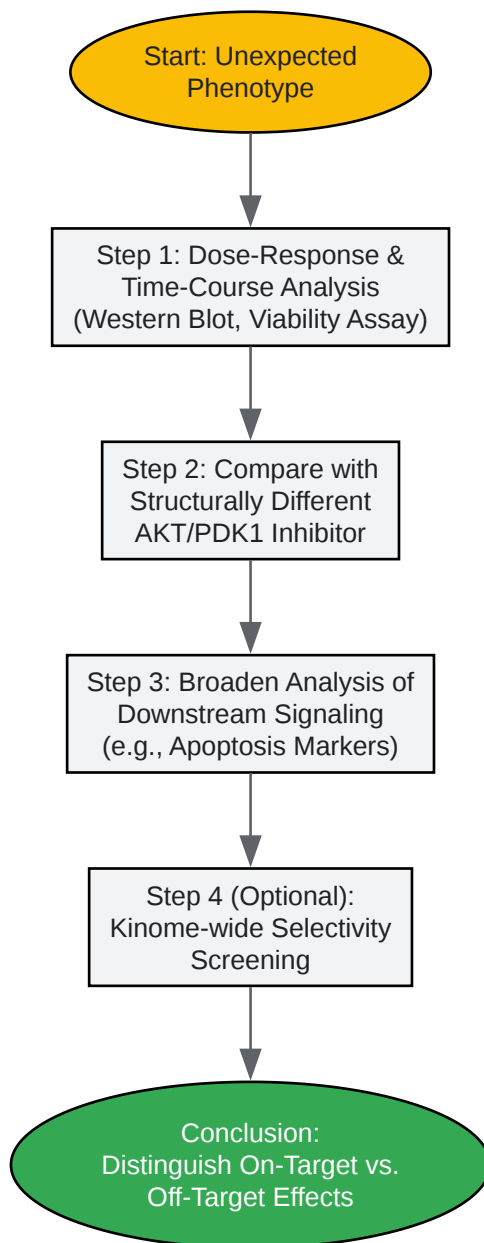 Start: Unexpected
Phenotype
Step 1: Dose-Response &
Time-Course Analysis
(Western Blot, Viability Assay)
Step 2: Compare with
Structurally Different
AKT/PDK1 Inhibitor
Step 3: Broaden Analysis of
Downstream Signaling
(e.g., Apoptosis Markers)
Step 4 (Optional):
Kinome-wide Selectivity
Screening
Conclusion:
Distinguish On-Target vs.
Off-Target Effects